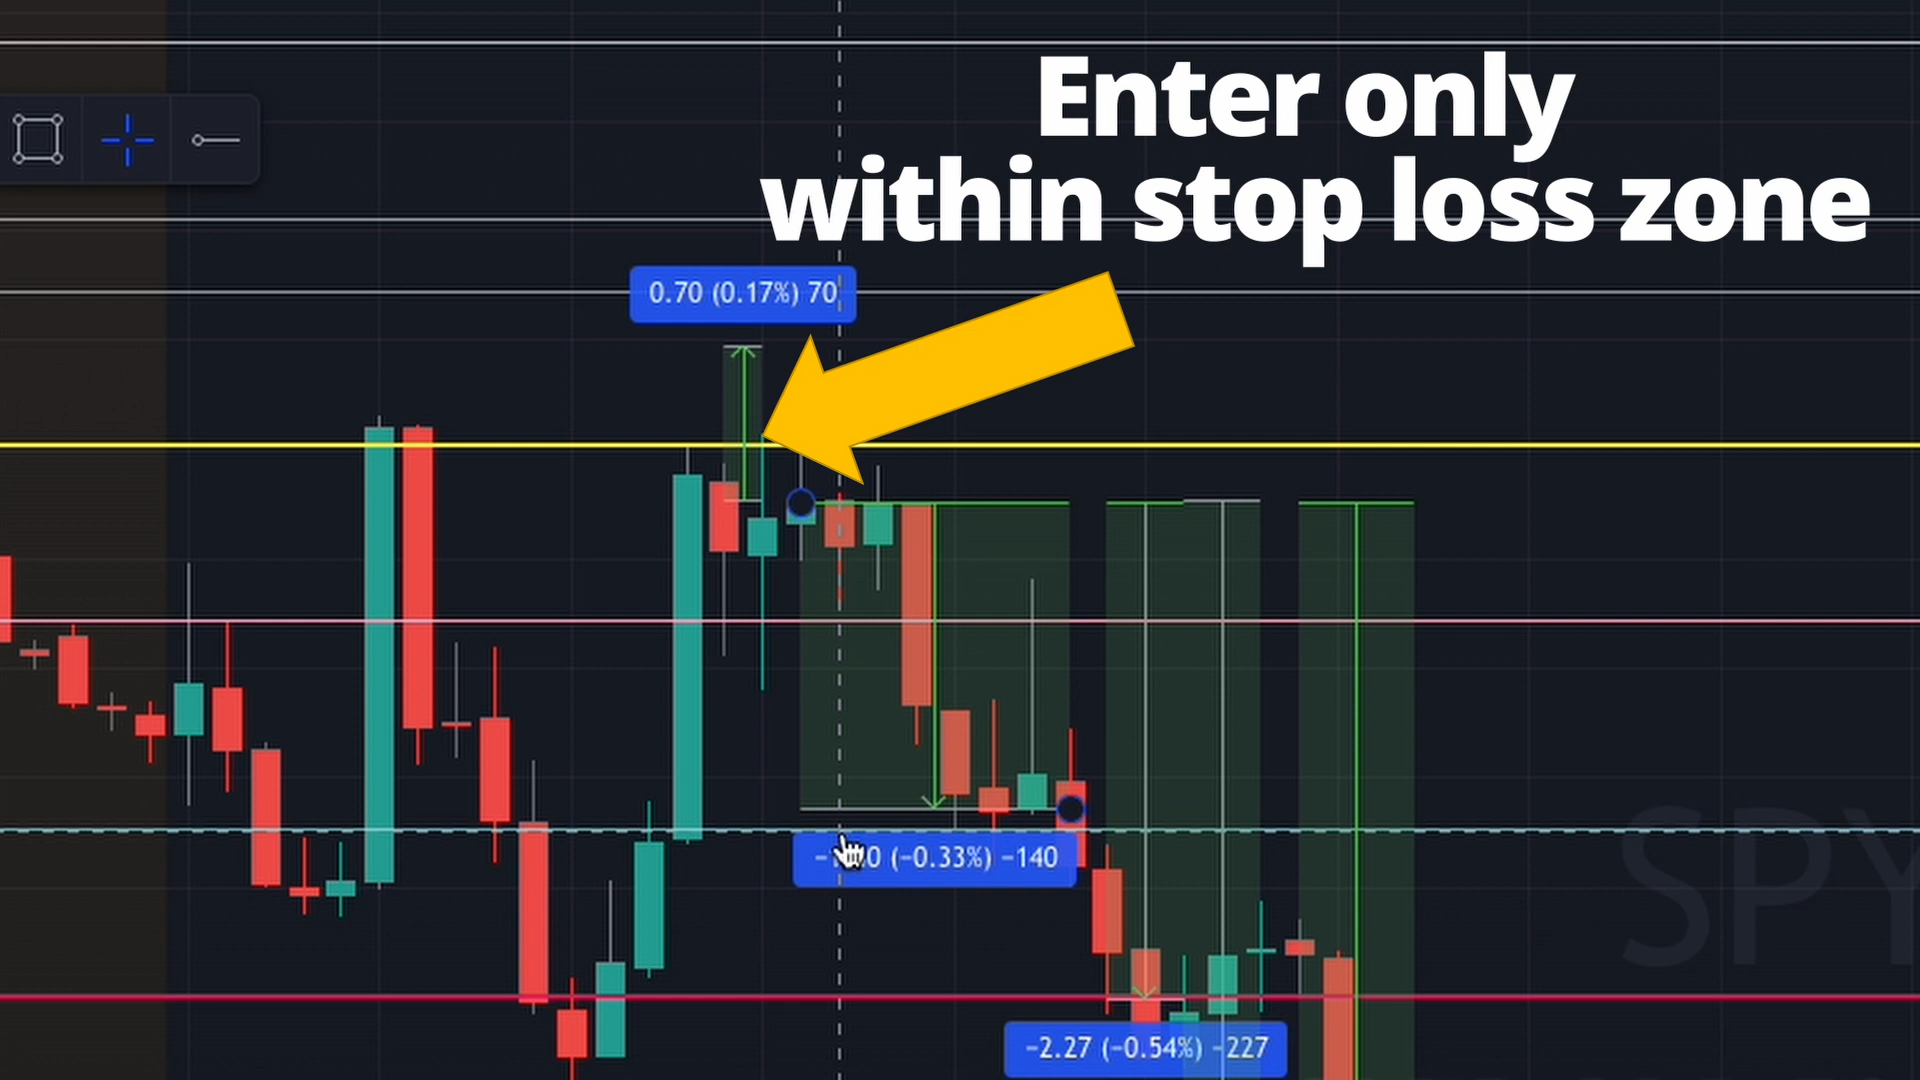 Enter only
within stop loss zone
0.70 (0.17%) 70
(−0.33%) −140
−2.27 (−0.54%) −227
SPY